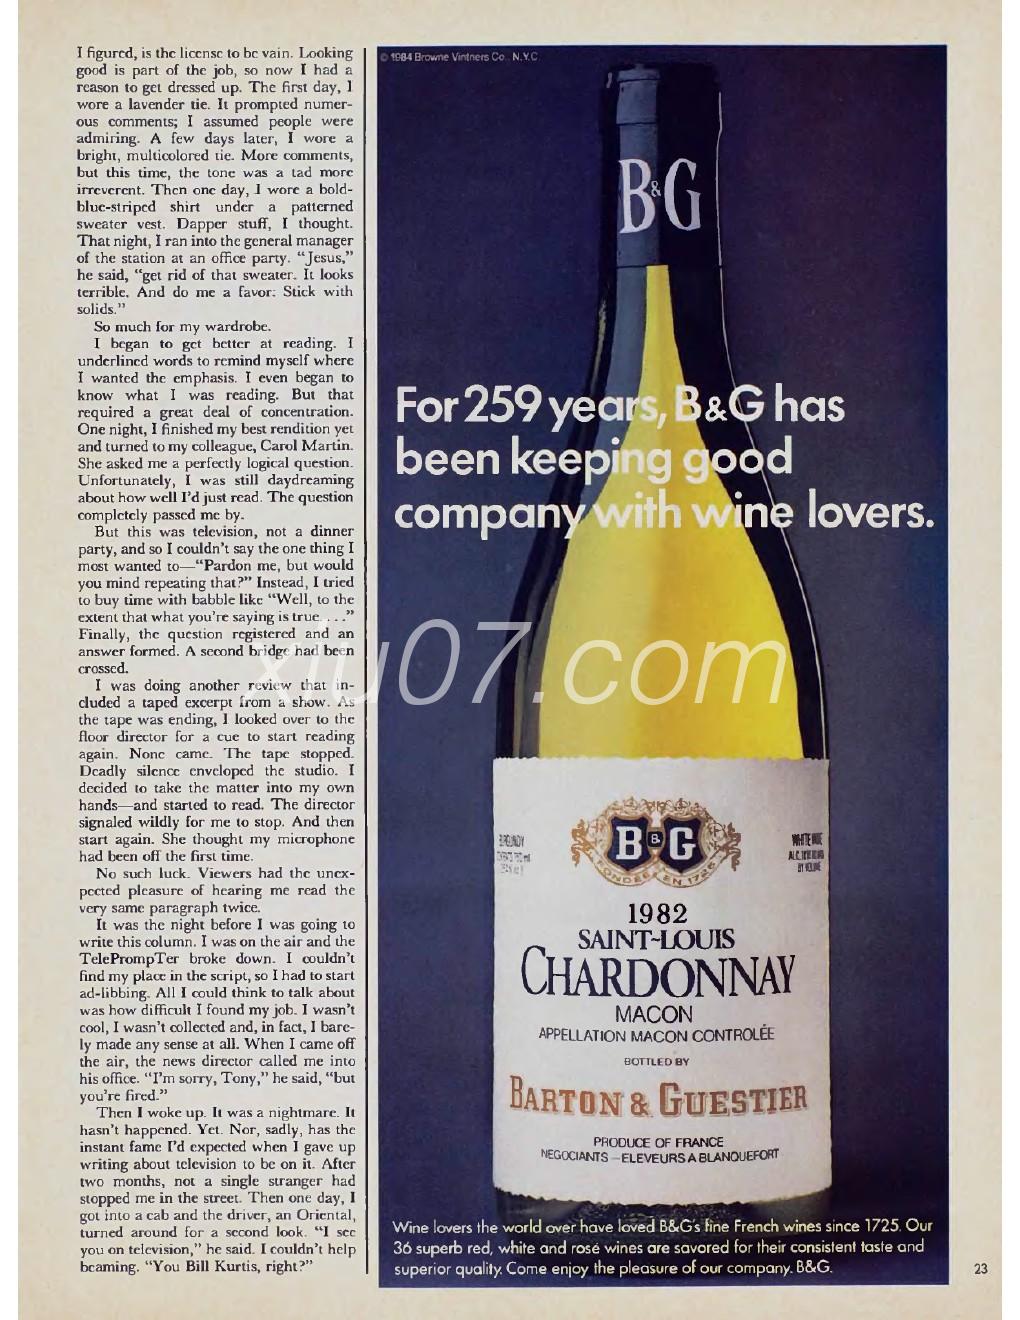 I figured, is the license to be vain. Looking
good is part of the job, so now I had a
reason to get dressed up. The first day, I
wore a lavender tie. It prompted numer-
ous comments; I assumed people were
admiring. A few days later, I wore a
bright, multicolored tie. More comments,
but this time, the tone was a tad more
irreverent. Then one day, I wore a bold-
blue-striped shirt under a patterned
sweater vest. Dapper stuff, I thought.
That night, I ran into the general manager
of the station at an office party. “Jesus,”
he said, “get rid of that sweater. It looks
terrible. And do me a favor: Stick with
solids.”
So much for my wardrobe.
I began to get better at reading. I
underlined words to remind myself where
I wanted the emphasis. I even began to
know what I was reading. But that
required a great deal of concentration.
One night, I finished my best rendition yet
and turned to my colleague, Carol Martin.
She asked me a perfectly logical question.
Unfortunately, I was still daydreaming
about how well I’d just read. The question
completely passed me by.
But this was television, not a dinner
party, and so I couldn’t say the one thing I
most wanted to—“Pardon me, but would
you mind repeating that?” Instead, I tried
to buy time with babble like “Well, to the
extent that what you’re saying is true. . . .”
Finally, the question registered and an
answer formed. A second bridge had been
crossed.
I was doing another review that in-
cluded a taped excerpt from a show. As
the tape was ending, I looked over to the
floor director for a cue to start reading
again. None came. The tape stopped.
Deadly silence enveloped the studio. I
decided to take the matter into my own
hands—and started to read. The director
signaled wildly for me to stop. And then
start again. She thought my microphone
had been off the first time.
No such luck. Viewers had the unex-
pected pleasure of hearing me read the
very same paragraph twice.
It was the night before I was going to
write this column. I was on the air and the
TelePrompTer broke down. I couldn’t
find my place in the script, so I had to start
ad-libbing. All I could think to talk about
was how difficult I found my job. I wasn’t
cool, I wasn’t collected and, in fact, I bare-
ly made any sense at all. When I came off
the air, the news director called me into
his office. “I’m sorry, Tony,” he said, “but
you’re fired.”
Then I woke up. It was a nightmare. It
hasn’t happened. Yet. Nor, sadly, has the
instant fame I’d expected when I gave up
writing about television to be on it. After
two months, not a single stranger had
stopped me in the street. Then one day, I
got into a cab and the driver, an Oriental,
turned around for a second look. “I see
you on television,” he said. I couldn’t help
beaming. “You Bill Kurtis, right?”
© 1984 Browne Vintners Co., N.Y.C.
B&G
For 259 years, B&G has
been keeping good
company with wine lovers.
xlu07.com
B&G
FONDÉE EN 1725
BURGUNDY
WHITE WINE
BY VOLUME
1982
SAINT-LOUIS
CHARDONNAY
MACON
APPELLATION MACON CONTROLÉE
BOTTLED BY
BARTON & GUESTIER
PRODUCE OF FRANCE
NEGOCIANTS – ELEVEURS A BLANQUEFORT
Wine lovers the world over have loved B&G’s fine French wines since 1725. Our
36 superb red, white and rosé wines are savored for their consistent taste and
superior quality. Come enjoy the pleasure of our company. B&G.
23